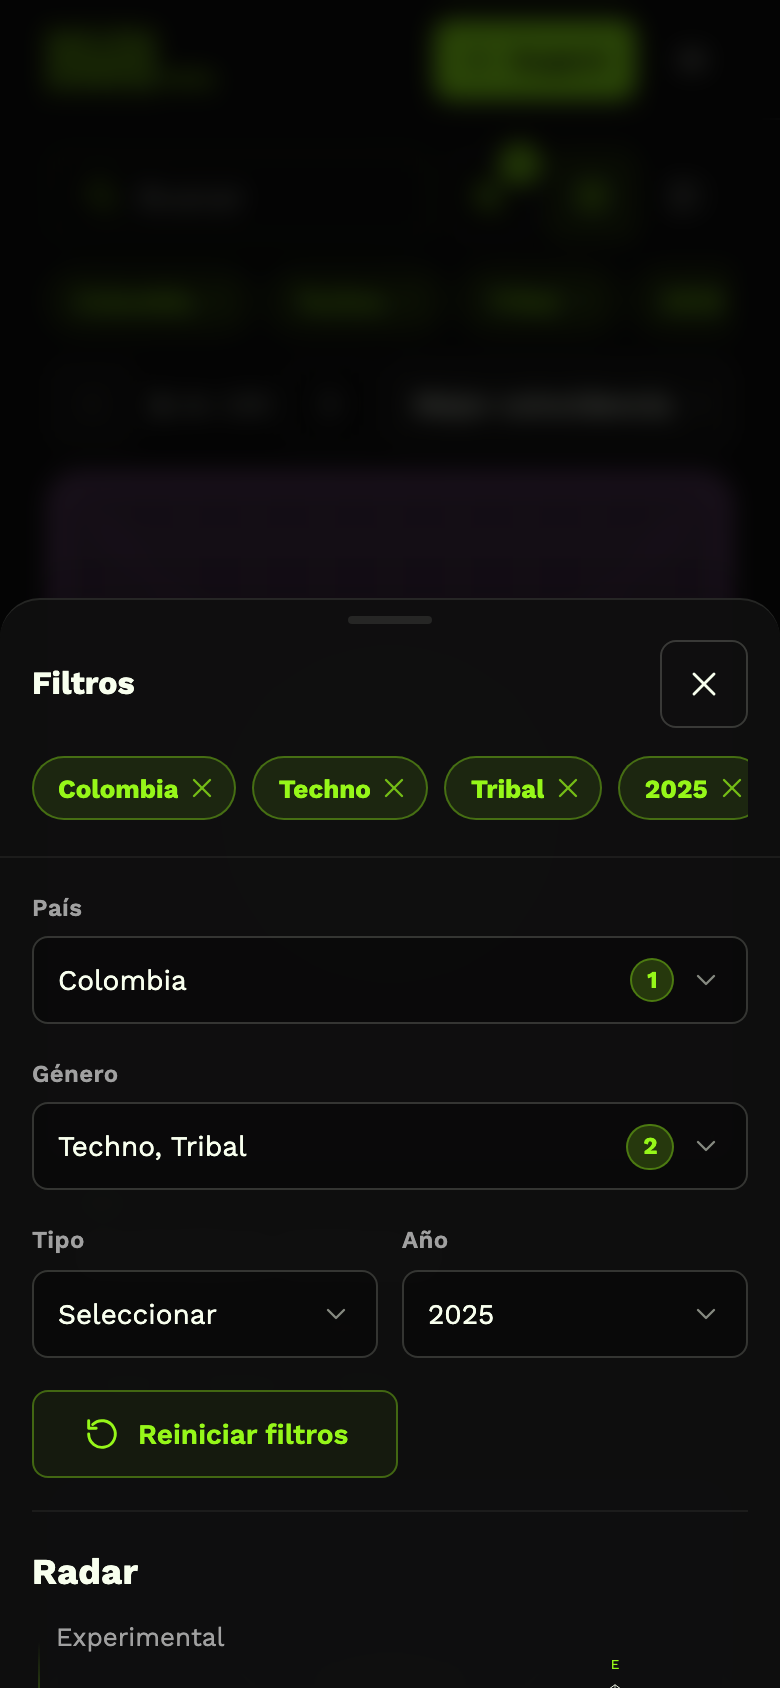 Filtros
Colombia
Techno
Tribal
2025
País
Colombia
1
Género
Techno, Tribal
2
Tipo
Año
Seleccionar
2025
Reiniciar filtros
Radar
Experimental
E